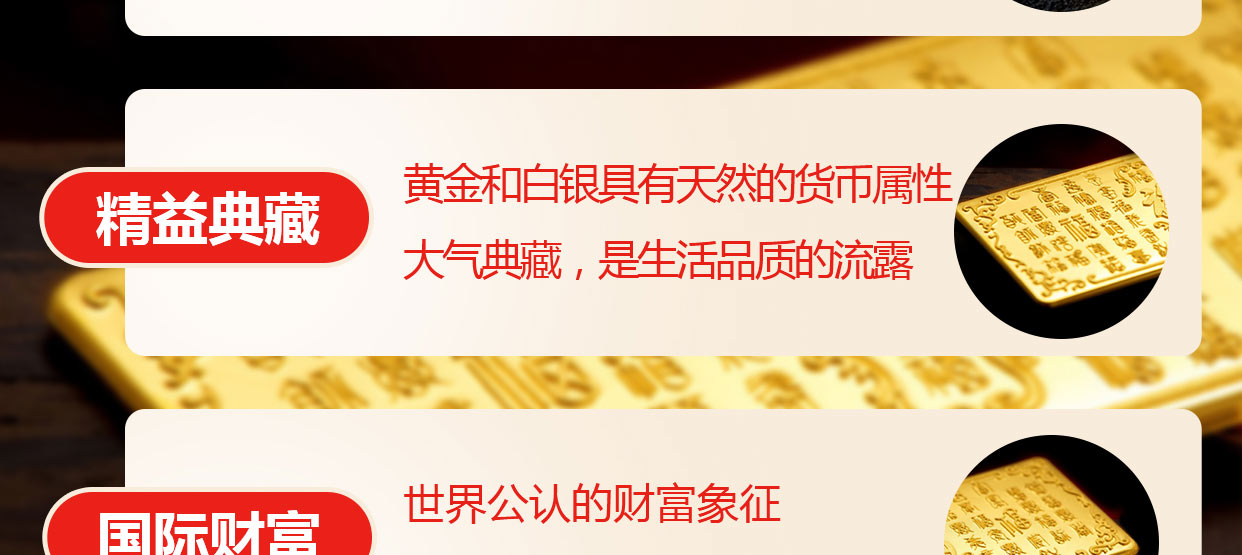 精益典藏
黄金和白银具有天然的货币属性
大气典藏，是生活品质的流露
国际财富
世界公认的财富象征